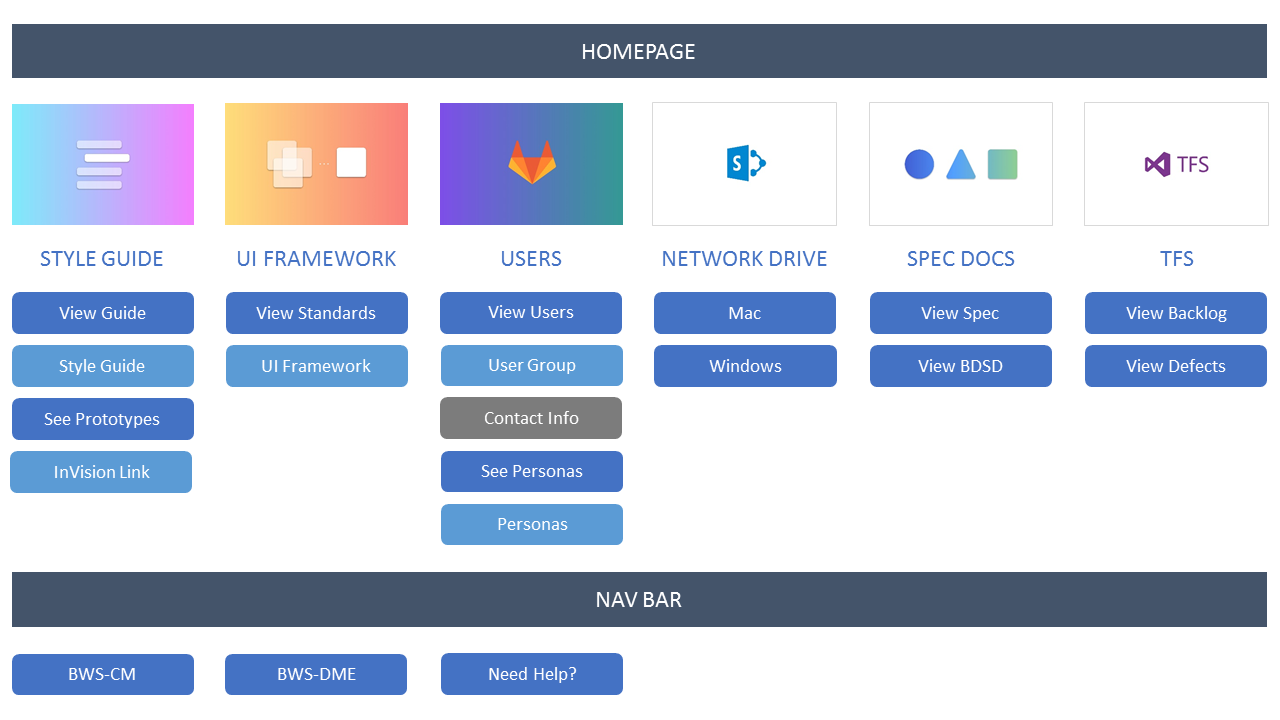 HOMEPAGE
TFS
STYLE GUIDE
UI FRAMEWORK
USERS
NETWORK DRIVE
SPEC DOCS
TFS
View Guide
View Standards
View Users
Mac
View Spec
View Backlog
Style Guide
UI Framework
User Group
Windows
View BDSD
View Defects
See Prototypes
Contact Info
InVision Link
See Personas
Personas
NAV BAR
BWS-CM
BWS-DME
Need Help?